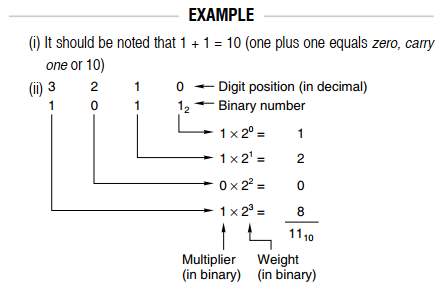 EXAMPLE
(i) It should be noted that 1 + 1 = 10 (one plus one equals zero, carry
one or 10)
(ii) 3 2 1 0 ← Digit position (in decimal)
1 0 1 1₂ ← Binary number
1 × 2⁰ = 1
1 × 2¹ = 2
0 × 2² = 0
1 × 2³ = 8
11₁₀
Multiplier Weight
(in binary) (in binary)